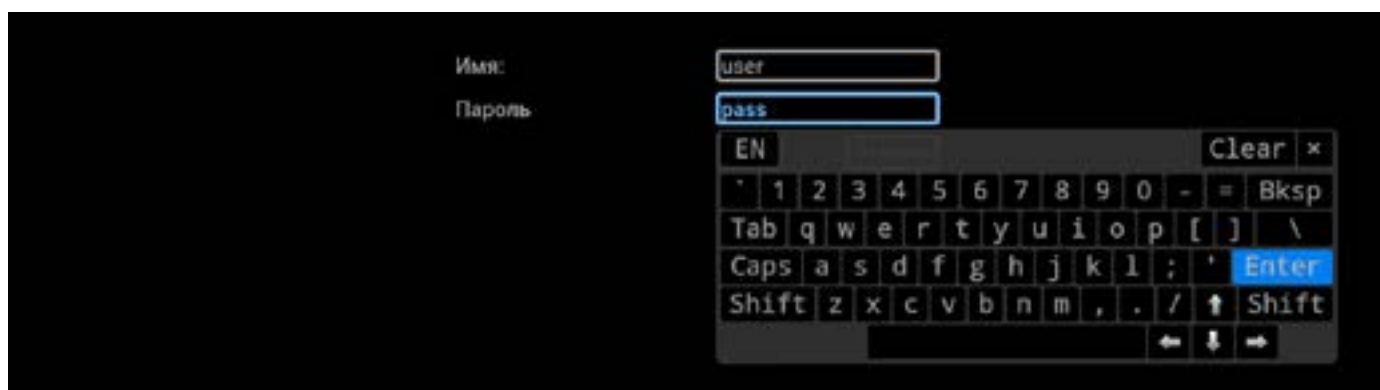 Имя: user
Пароль pass
EN Clear ×
` 1 2 3 4 5 6 7 8 9 0 - = Bksp
Tab q w e r t y u i o p [ ] \
Caps a s d f g h j k l ; ' Enter
Shift z x c v b n m , . / ⬆ Shift
⬅ ⬇ ➡